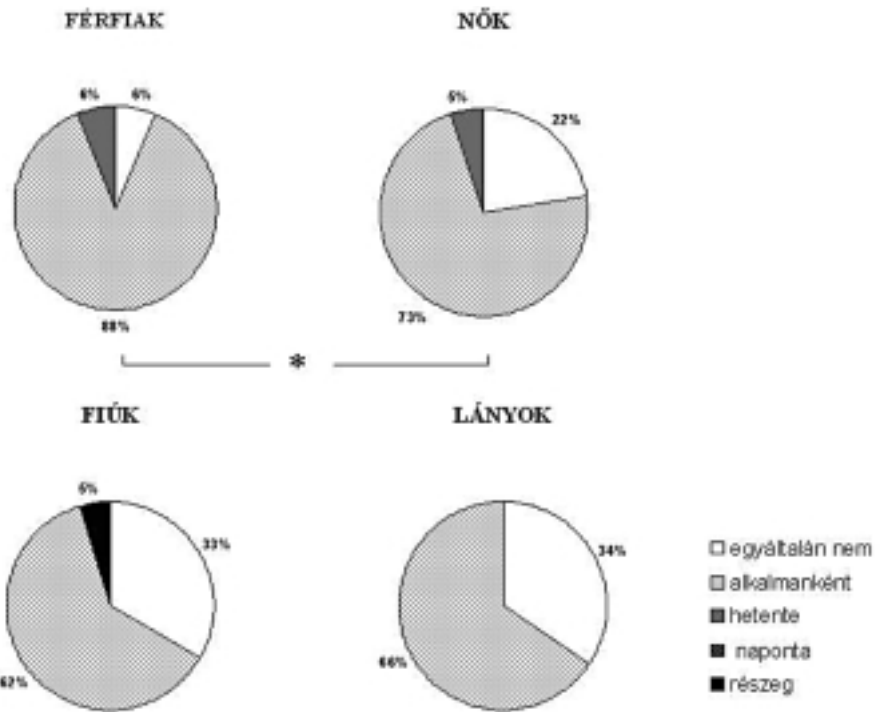 FÉRFIAK
NŐK
6% 6%
5%
22%
88%
73%
*
FIÚK
LÁNYOK
5%
33%
34%
62%
66%
egyáltalán nem
alkalmanként
hetente
naponta
részeg